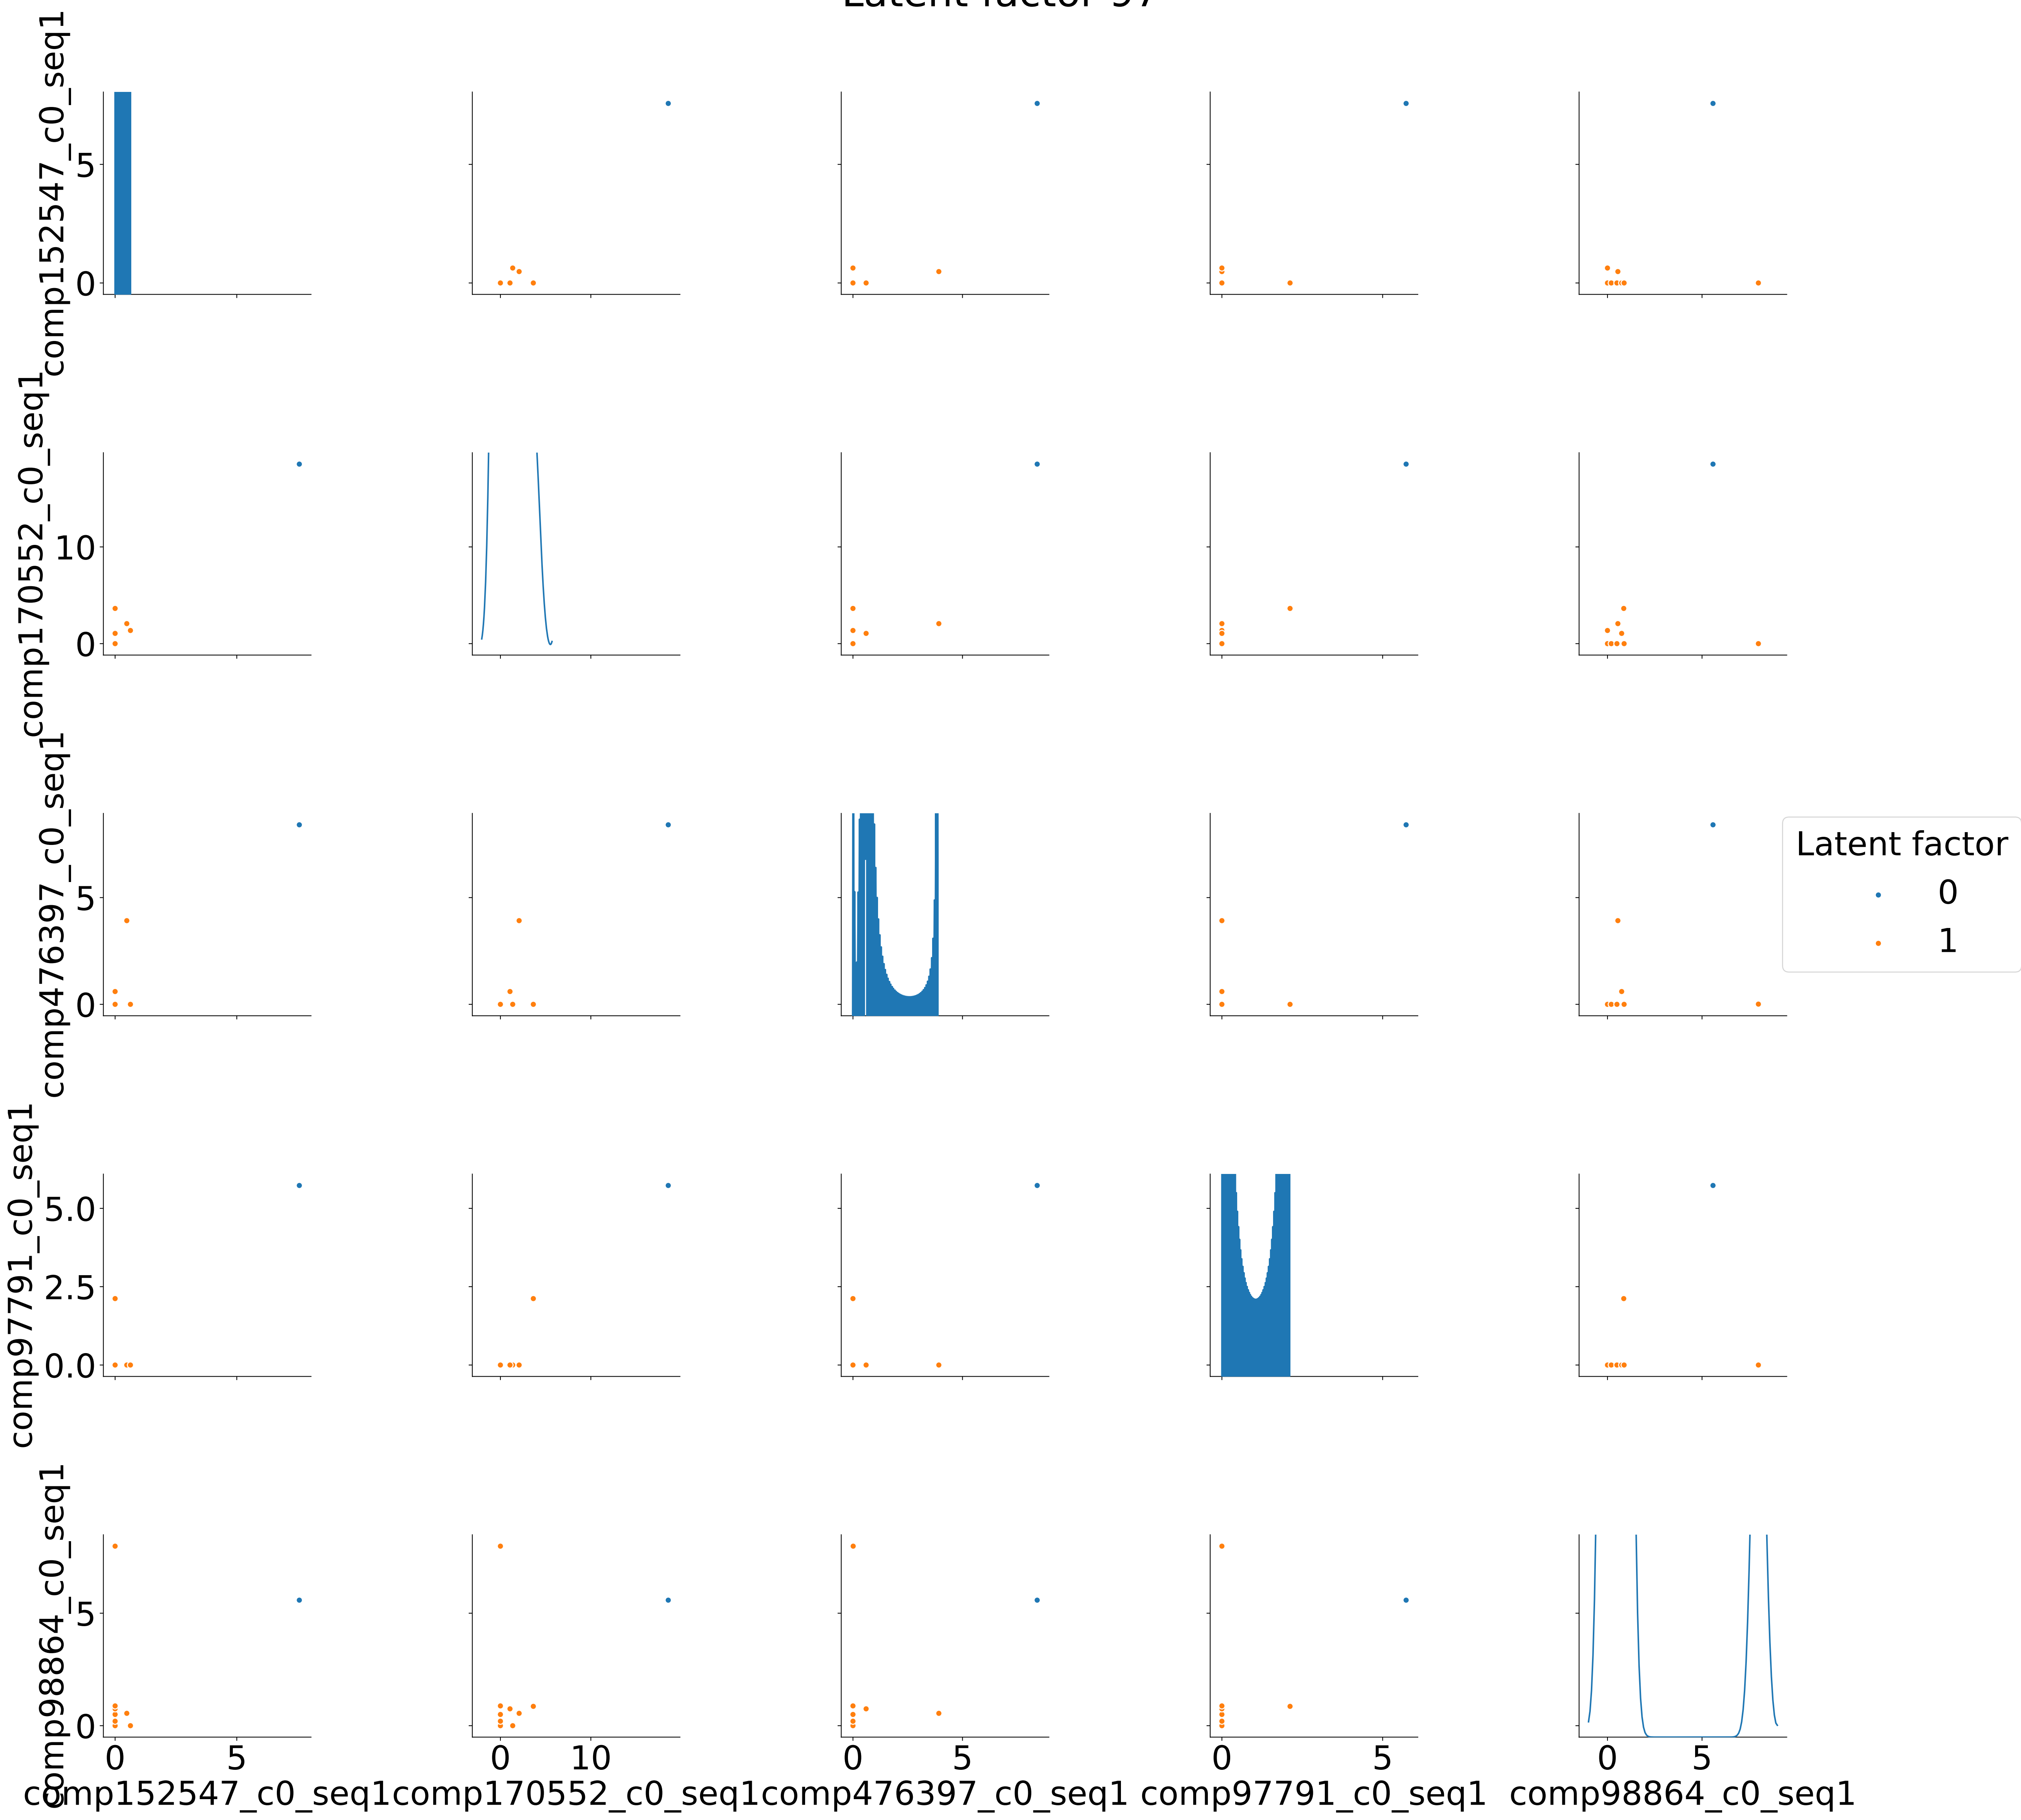 Latent factor 97
comp152547_c0_seq1
5
0
comp170552_c0_seq1
10
0
comp476397_c0_seq1
5
0
Latent factor
0
1
comp97791_c0_seq1
5.0
2.5
0.0
comp98864_c0_seq1
5
0
0 5 0 10 0 5 0 5 0 5
comp152547_c0_seq1 comp170552_c0_seq1 comp476397_c0_seq1 comp97791_c0_seq1 comp98864_c0_seq1